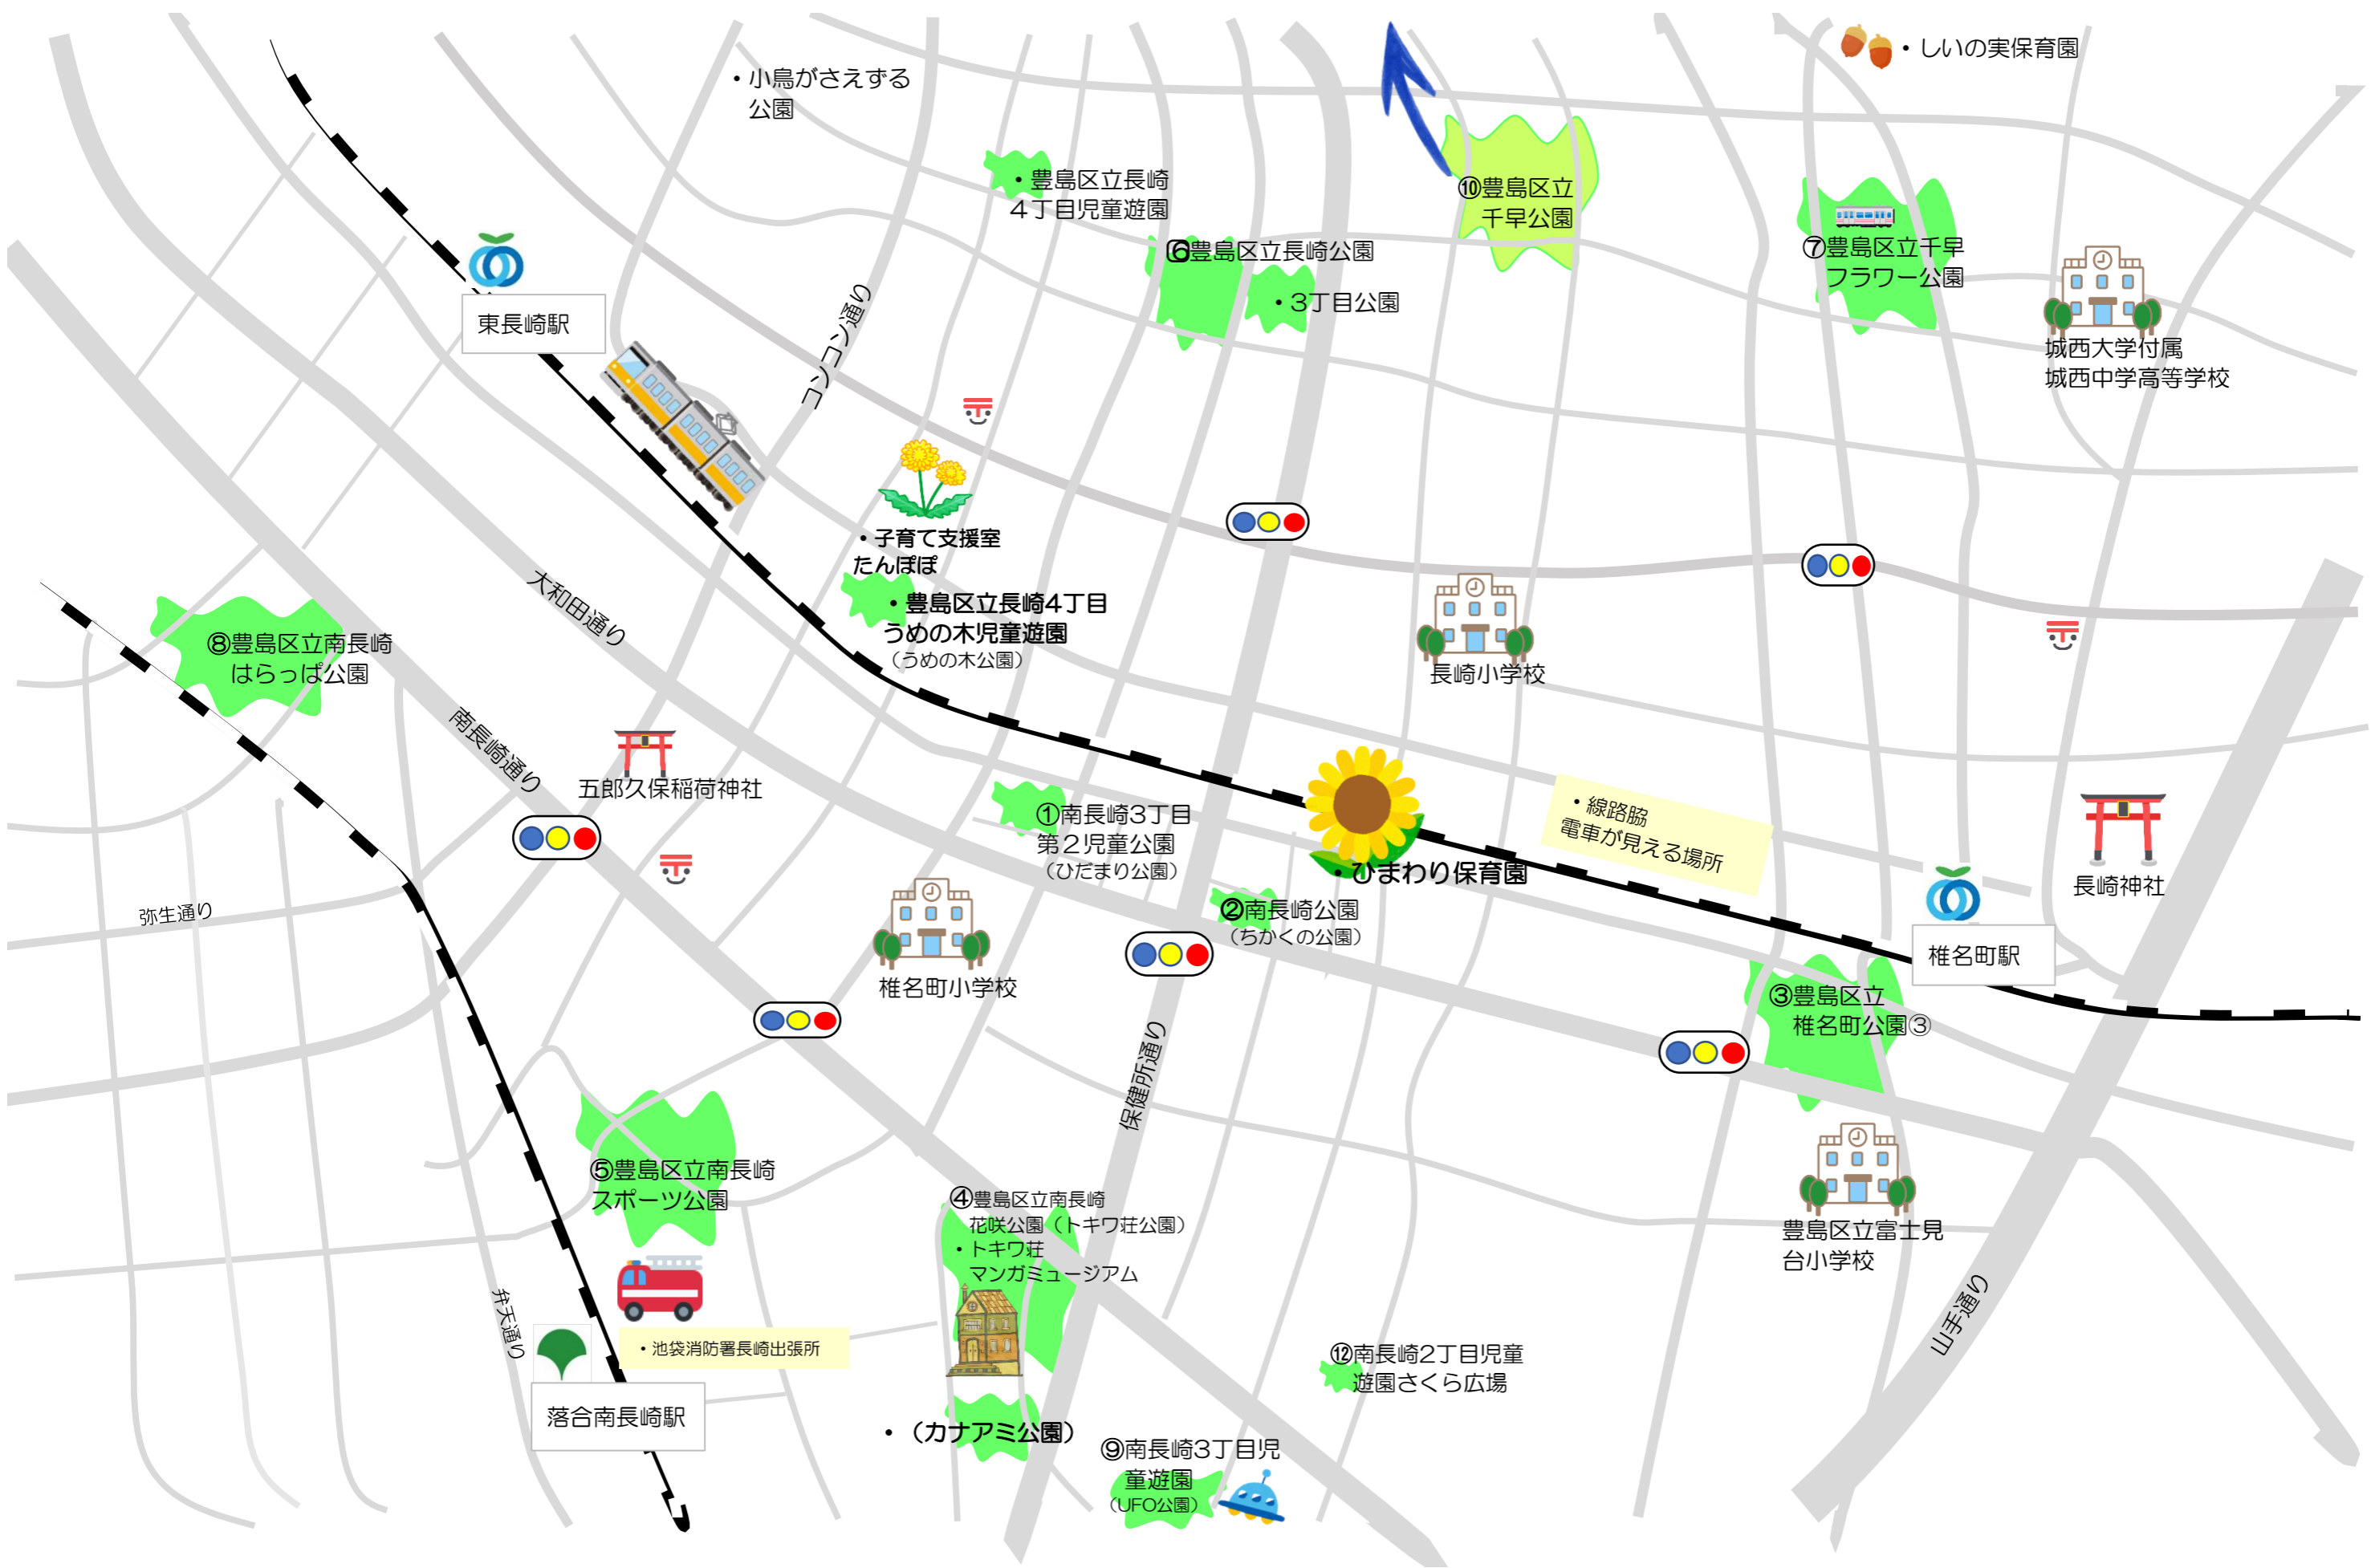 ・しいの実保育園
・小鳥がさえずる
公園
・豊島区立長崎
４丁目児童遊園
⑩豊島区立
千早公園
⑥豊島区立長崎公園
・3丁目公園
⑦豊島区立千早
フラワー公園
城西大学付属
城西中学高等学校
東長崎駅
コンコン通り
・子育て支援室
たんぽぽ
・豊島区立長崎4丁目
うめの木児童遊園
（うめの木公園）
大和田通り
⑧豊島区立南長崎
はらっぱ公園
長崎小学校
南長崎通り
五郎久保稲荷神社
①南長崎3丁目
第２児童公園
（ひだまり公園）
・ひまわり保育園
・線路脇
電車が見える場所
長崎神社
②南長崎公園
（ちかくの公園）
弥生通り
椎名町駅
椎名町小学校
③豊島区立
椎名町公園③
保健所通り
⑤豊島区立南長崎
スポーツ公園
④豊島区立南長崎
花咲公園（トキワ荘公園）
・トキワ荘
マンガミュージアム
豊島区立富士見
台小学校
弁天通り
山手通り
・池袋消防署長崎出張所
落合南長崎駅
⑫南長崎2丁目児童
遊園さくら広場
・（カナアミ公園）
⑨南長崎3丁目児
童遊園
（UFO公園）